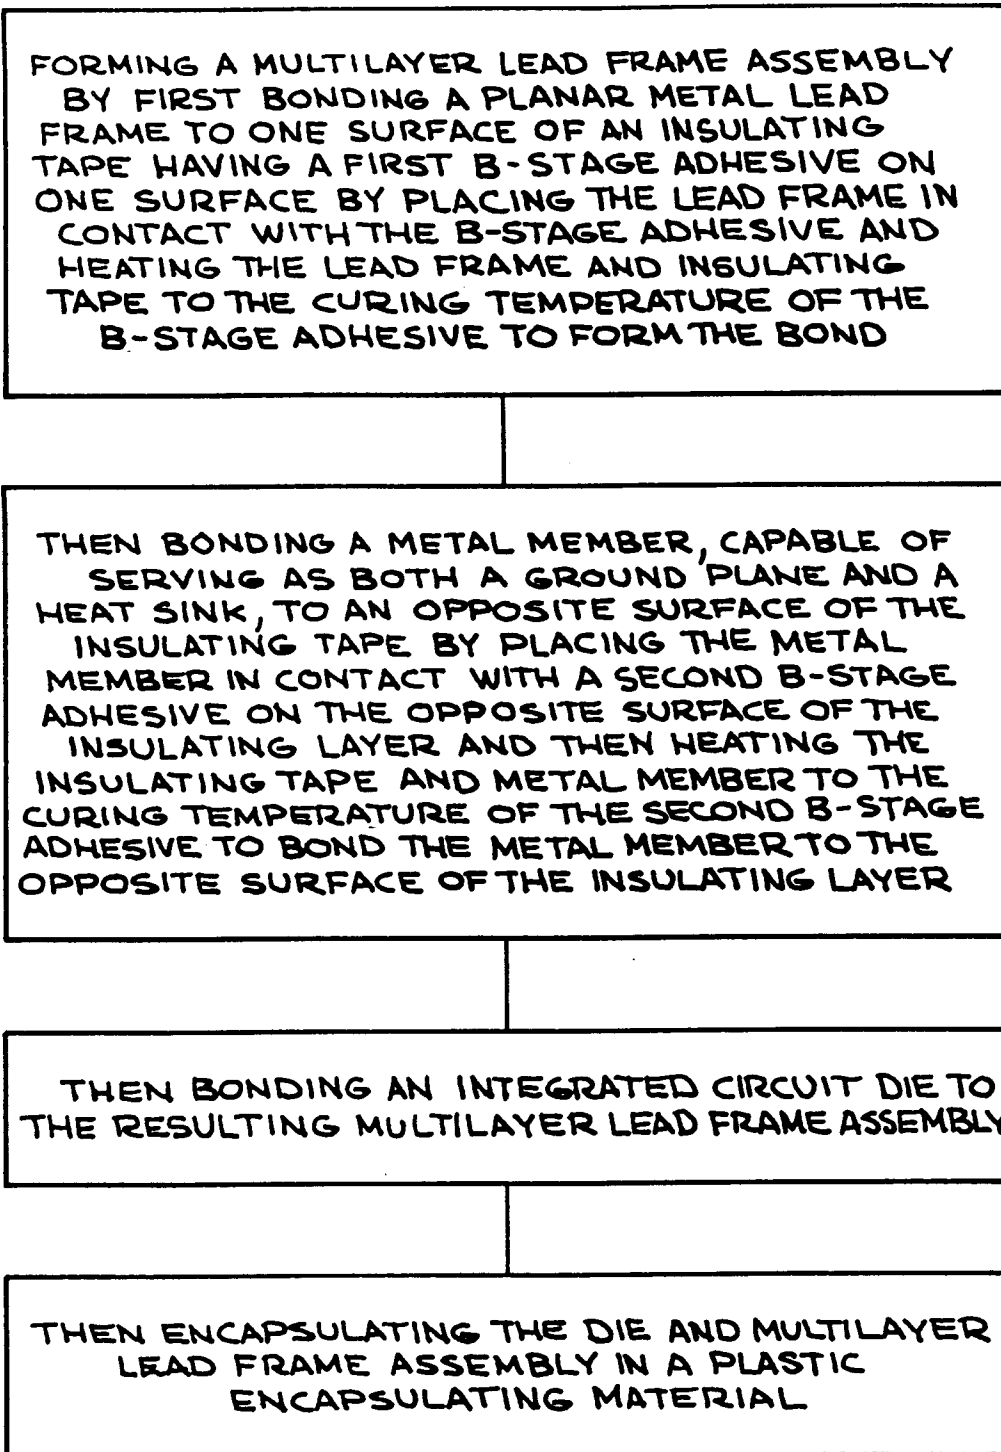 FORMING A MULTILAYER LEAD FRAME ASSEMBLY
BY FIRST BONDING A PLANAR METAL LEAD
FRAME TO ONE SURFACE OF AN INSULATING
TAPE HAVING A FIRST B-STAGE ADHESIVE ON
ONE SURFACE BY PLACING THE LEAD FRAME IN
CONTACT WITH THE B-STAGE ADHESIVE AND
HEATING THE LEAD FRAME AND INSULATING
TAPE TO THE CURING TEMPERATURE OF THE
B-STAGE ADHESIVE TO FORM THE BOND
THEN BONDING A METAL MEMBER, CAPABLE OF
SERVING AS BOTH A GROUND PLANE AND A
HEAT SINK, TO AN OPPOSITE SURFACE OF THE
INSULATING TAPE BY PLACING THE METAL
MEMBER IN CONTACT WITH A SECOND B-STAGE
ADHESIVE ON THE OPPOSITE SURFACE OF THE
INSULATING LAYER AND THEN HEATING THE
INSULATING TAPE AND METAL MEMBER TO THE
CURING TEMPERATURE OF THE SECOND B-STAGE
ADHESIVE TO BOND THE METAL MEMBER TO THE
OPPOSITE SURFACE OF THE INSULATING LAYER
THEN BONDING AN INTEGRATED CIRCUIT DIE TO
THE RESULTING MULTILAYER LEAD FRAME ASSEMBLY
THEN ENCAPSULATING THE DIE AND MULTILAYER
LEAD FRAME ASSEMBLY IN A PLASTIC
ENCAPSULATING MATERIAL